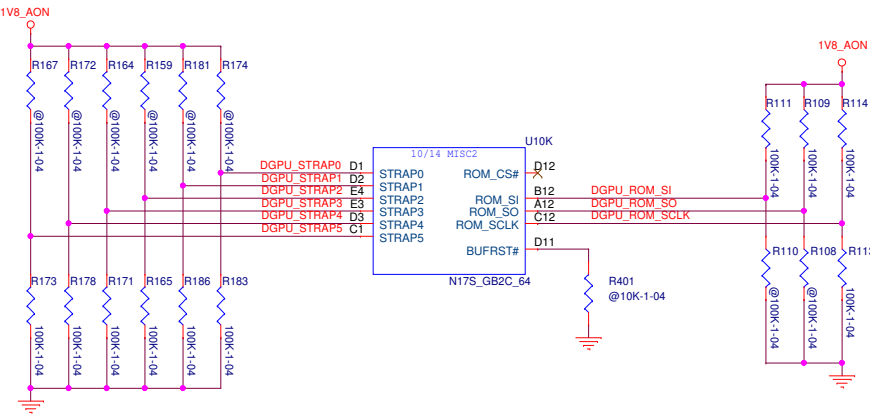 1V8_AON
R167 R172 R164 R159 R181 R174
@100K-1-04 @100K-1-04 @100K-1-04 @100K-1-04 @100K-1-04 @100K-1-04
1V8_AON
R111 R109 R114
100K-1-04 100K-1-04 @100K-1-04
U10K
10/14 MISC2
DGPU_STRAP0 D1 STRAP0 ROM_CS# D12
DGPU_STRAP1 D2 STRAP1
DGPU_STRAP2 E4 STRAP2 ROM_SI B12 DGPU_ROM_SI
DGPU_STRAP3 E3 STRAP3 ROM_SO A12 DGPU_ROM_SO
DGPU_STRAP4 D3 STRAP4 ROM_SCLK C12 DGPU_ROM_SCLK
DGPU_STRAP5 C1 STRAP5
BUFRST# D11
N17S_GB2C_64
R173 R178 R171 R165 R186 R183
100K-1-04 100K-1-04 100K-1-04 100K-1-04 100K-1-04 100K-1-04
R401
@10K-1-04
R110 R108
@100K-1-04 @100K-1-04 100K-1-04